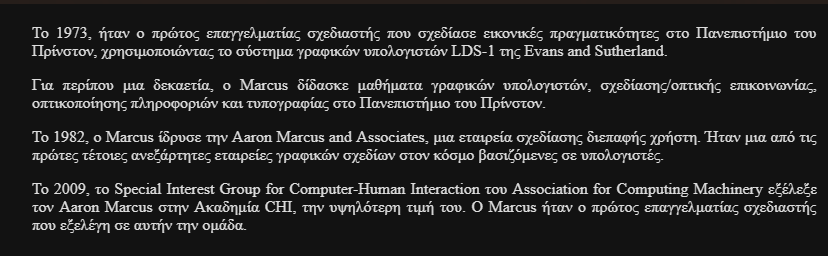 Το 1973, ήταν ο πρώτος επαγγελματίας σχεδιαστής που σχεδίασε εικονικές πραγματικότητες στο Πανεπιστήμιο του
Πρίνστον, χρησιμοποιώντας το σύστημα γραφικών υπολογιστών LDS-1 της Evans and Sutherland.
Για περίπου μια δεκαετία, ο Marcus δίδασκε μαθήματα γραφικών υπολογιστών, σχεδίασης/οπτικής επικοινωνίας,
οπτικοποίησης πληροφοριών και τυπογραφίας στο Πανεπιστήμιο του Πρίνστον.
Το 1982, ο Marcus ίδρυσε την Aaron Marcus and Associates, μια εταιρεία σχεδίασης διεπαφής χρήστη. Ήταν μια από τις
πρώτες τέτοιες ανεξάρτητες εταιρείες γραφικών σχεδίων στον κόσμο βασιζόμενες σε υπολογιστές.
Το 2009, το Special Interest Group for Computer-Human Interaction του Association for Computing Machinery εξέλεξε
τον Aaron Marcus στην Ακαδημία CHI, την υψηλότερη τιμή του. Ο Marcus ήταν ο πρώτος επαγγελματίας σχεδιαστής
που εξελέγη σε αυτήν την ομάδα.